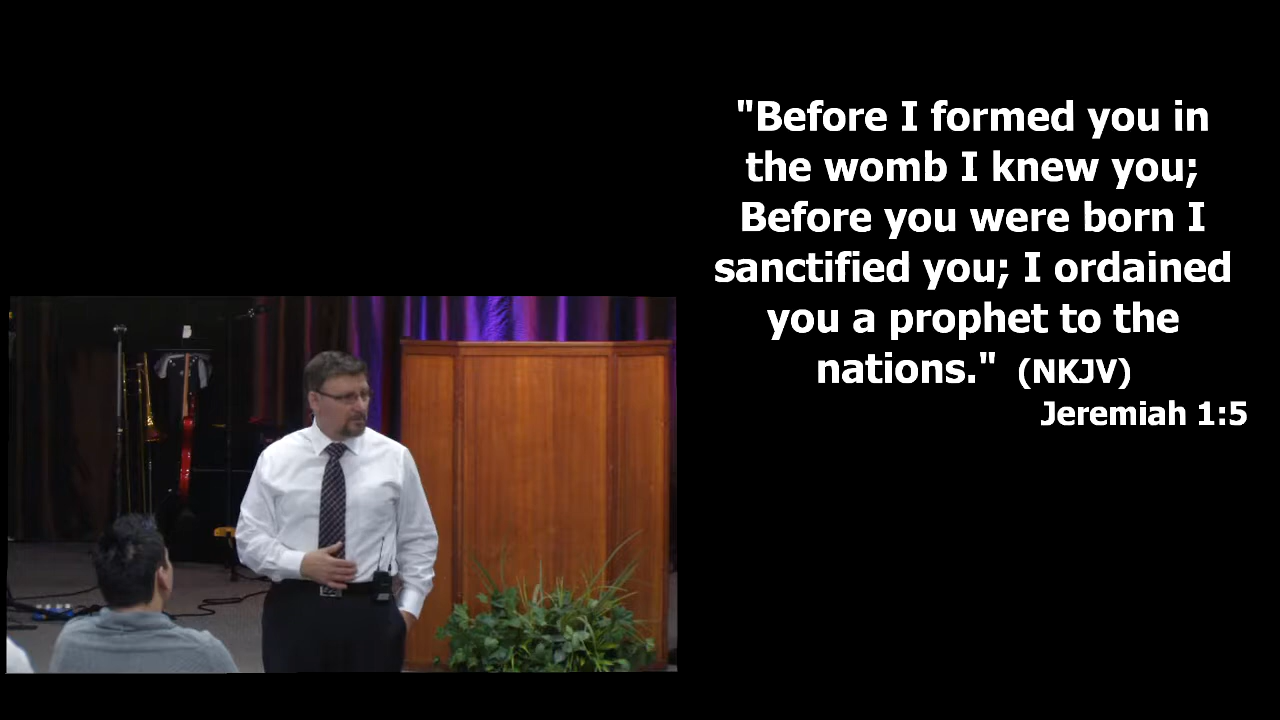 "Before I formed you in
the womb I knew you;
Before you were born I
sanctified you; I ordained
you a prophet to the
nations." (NKJV)
Jeremiah 1:5